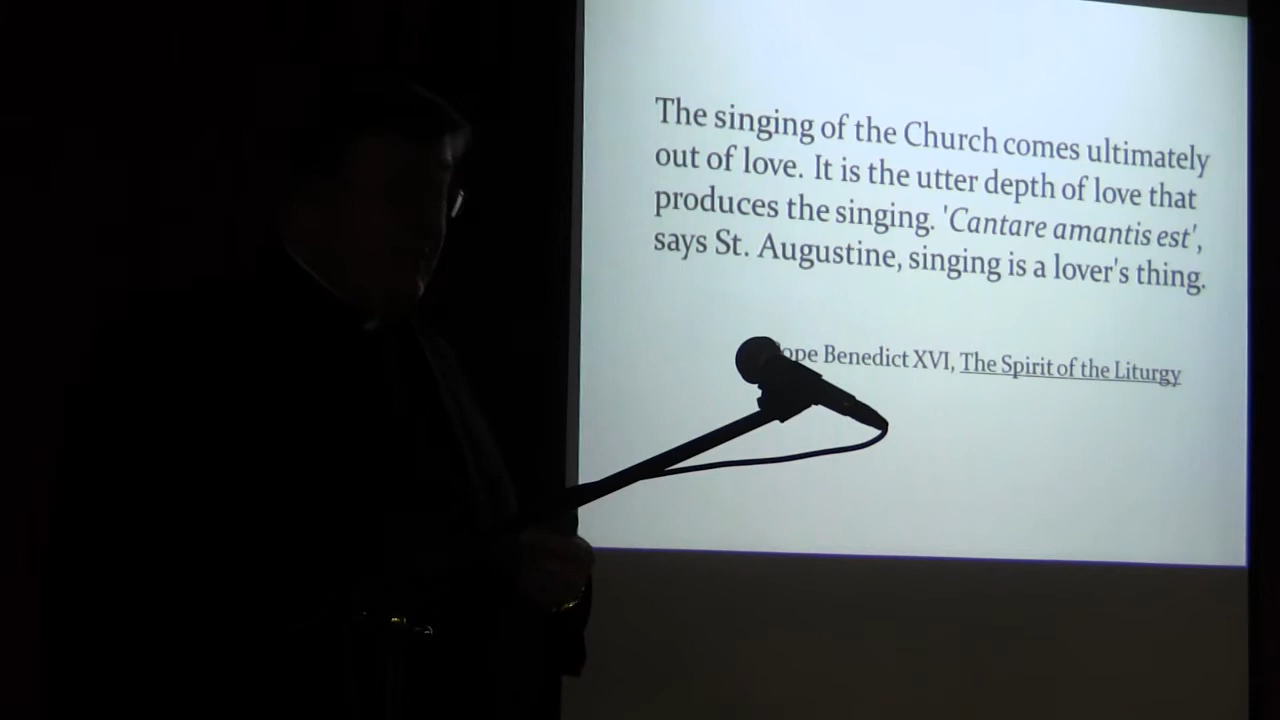 The singing of the Church comes ultimately
out of love. It is the utter depth of love that
produces the singing. 'Cantare amantis est',
says St. Augustine, singing is a lover's thing.
Benedict XVI, The Spirit of the Liturgy